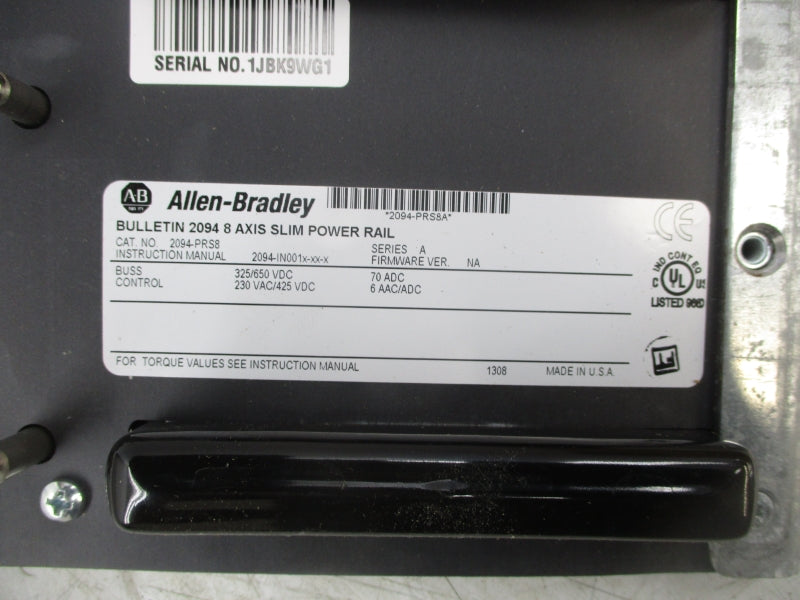 SERIAL NO.1JBK9WG1
A-B
Allen-Bradley
*2094-PRS8A*
BULLETIN 2094 8 AXIS SLIM POWER RAIL
CAT. NO. 2094-PRS8 SERIES A
INSTRUCTION MANUAL 2094-IN001x-xx-x FIRMWARE VER. NA
BUSS 325/650 VDC 70 ADC
CONTROL 230 VAC/425 VDC 6 AAC/ADC
CE
IND CONT EQ
C UL US
LISTED
FOR TORQUE VALUES SEE INSTRUCTION MANUAL 1308 MADE IN U.S.A.